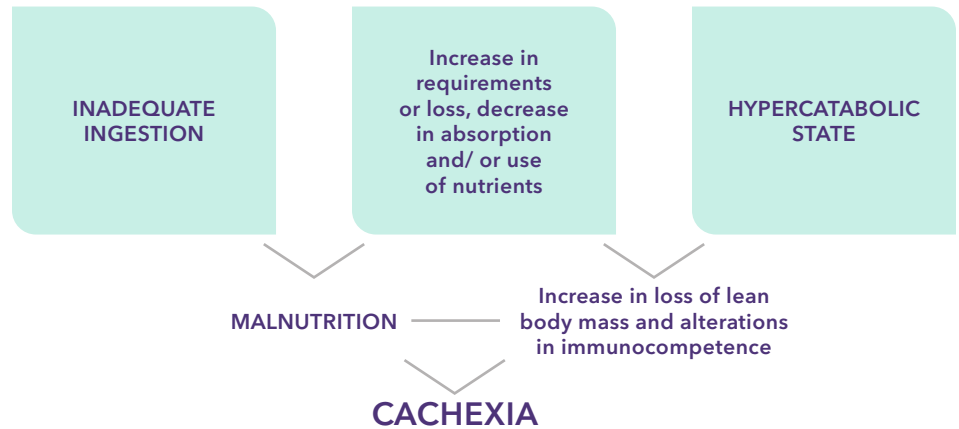 INADEQUATE
INGESTION
Increase in
requirements
or loss, decrease
in absorption
and/ or use
of nutrients
HYPERCATABOLIC
STATE
MALNUTRITION
Increase in loss of lean
body mass and alterations
in immunocompetence
CACHEXIA